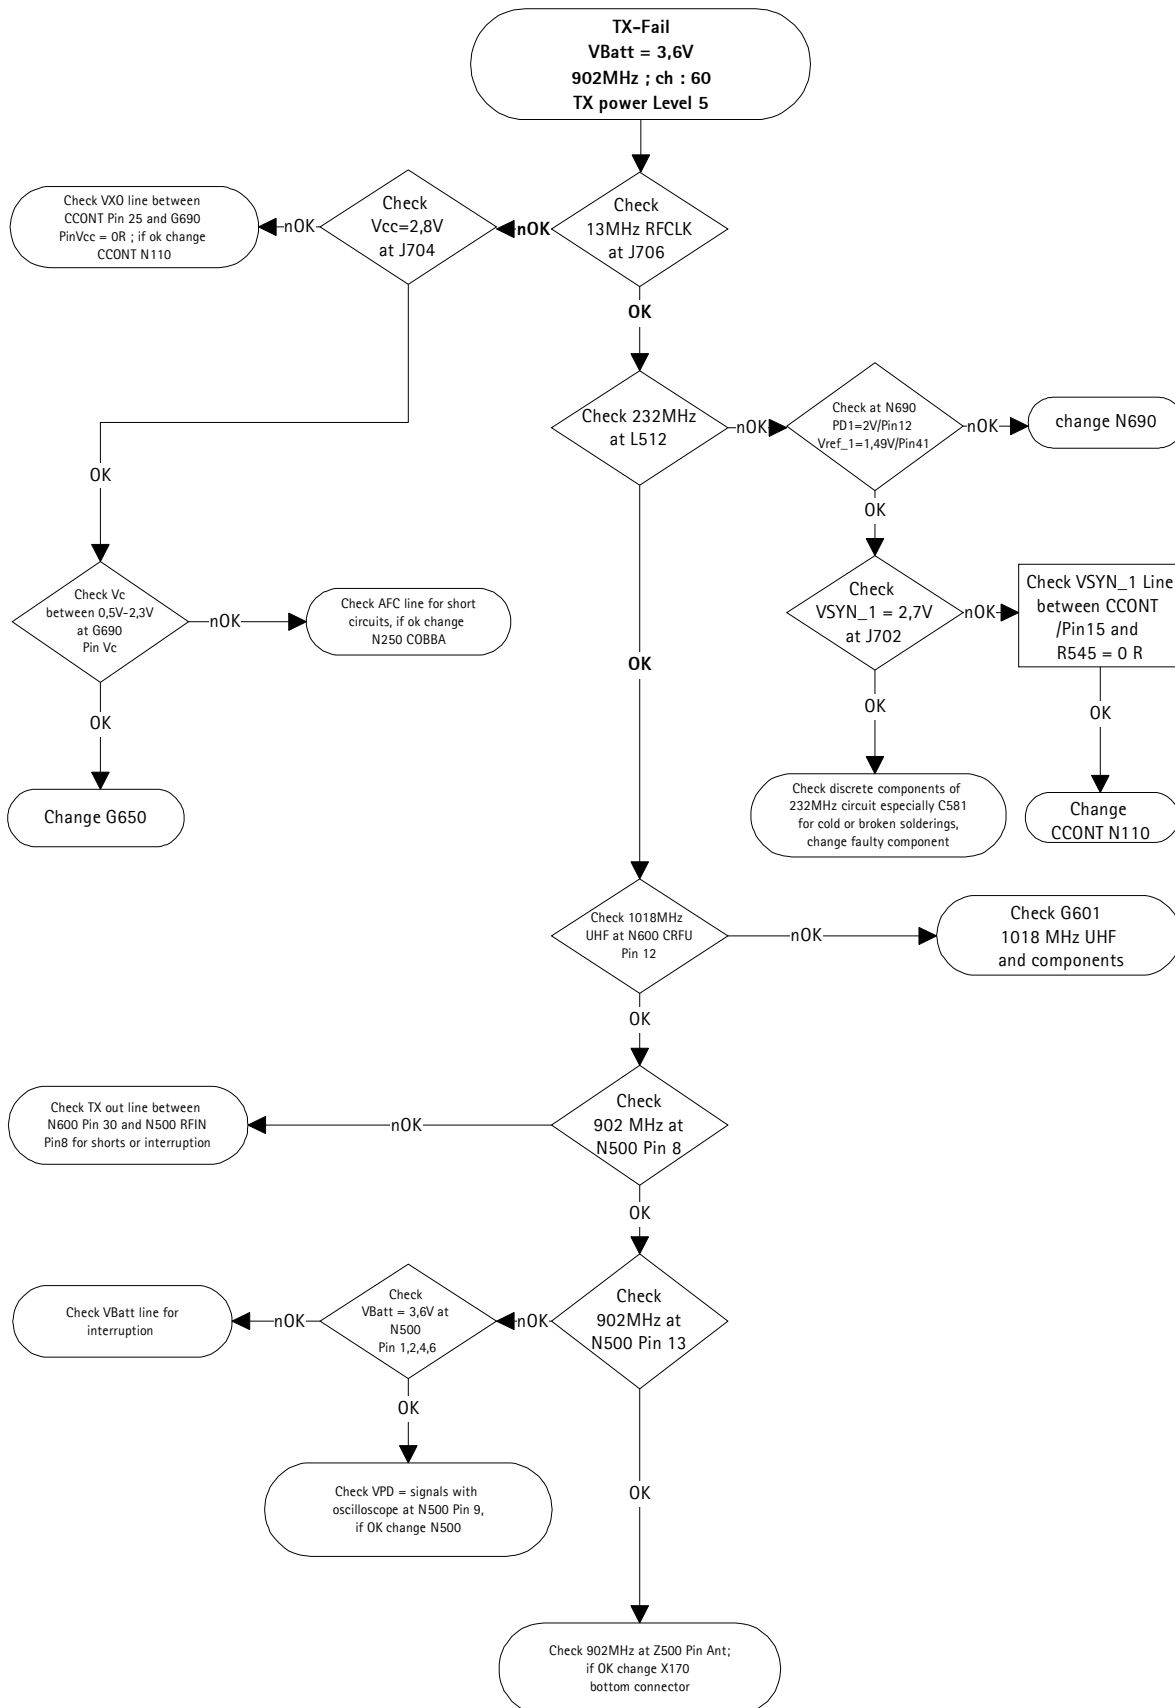 TX-Fail
VBatt = 3,6V
902MHz ; ch : 60
TX power Level 5
Check VXO line between
CCONT Pin 25 and G690
PinVcc = 0R ; if ok change
CCONT N110
nOK
Check
Vcc=2,8V
at J704
nOK
Check
13MHz RFCLK
at J706
OK
Check 232MHz
at L512
nOK
Check at N690
PD1=2V/Pin12
Vref_1=1,49V/Pin41
nOK
change N690
OK
OK
Check Vc
between 0,5V-2,3V
at G690
Pin Vc
nOK
Check AFC line for short
circuits, if ok change
N250 COBBA
Check
VSYN_1 = 2,7V
at J702
nOK
Check VSYN_1 Line
between CCONT
/Pin15 and
R545 = 0 R
OK
OK
OK
OK
Change G650
Check discrete components of
232MHz circuit especially C581
for cold or broken solderings,
change faulty component
Change
CCONT N110
Check 1018MHz
UHF at N600 CRFU
Pin 12
nOK
Check G601
1018 MHz UHF
and components
OK
Check TX out line between
N600 Pin 30 and N500 RFIN
Pin8 for shorts or interruption
nOK
Check
902 MHz at
N500 Pin 8
OK
Check VBatt line for
interruption
nOK
Check
VBatt = 3,6V at
N500
Pin 1,2,4,6
nOK
Check
902MHz at
N500 Pin 13
OK
OK
Check VPD = signals with
oscilloscope at N500 Pin 9,
if OK change N500
Check 902MHz at Z500 Pin Ant;
if OK change X170
bottom connector